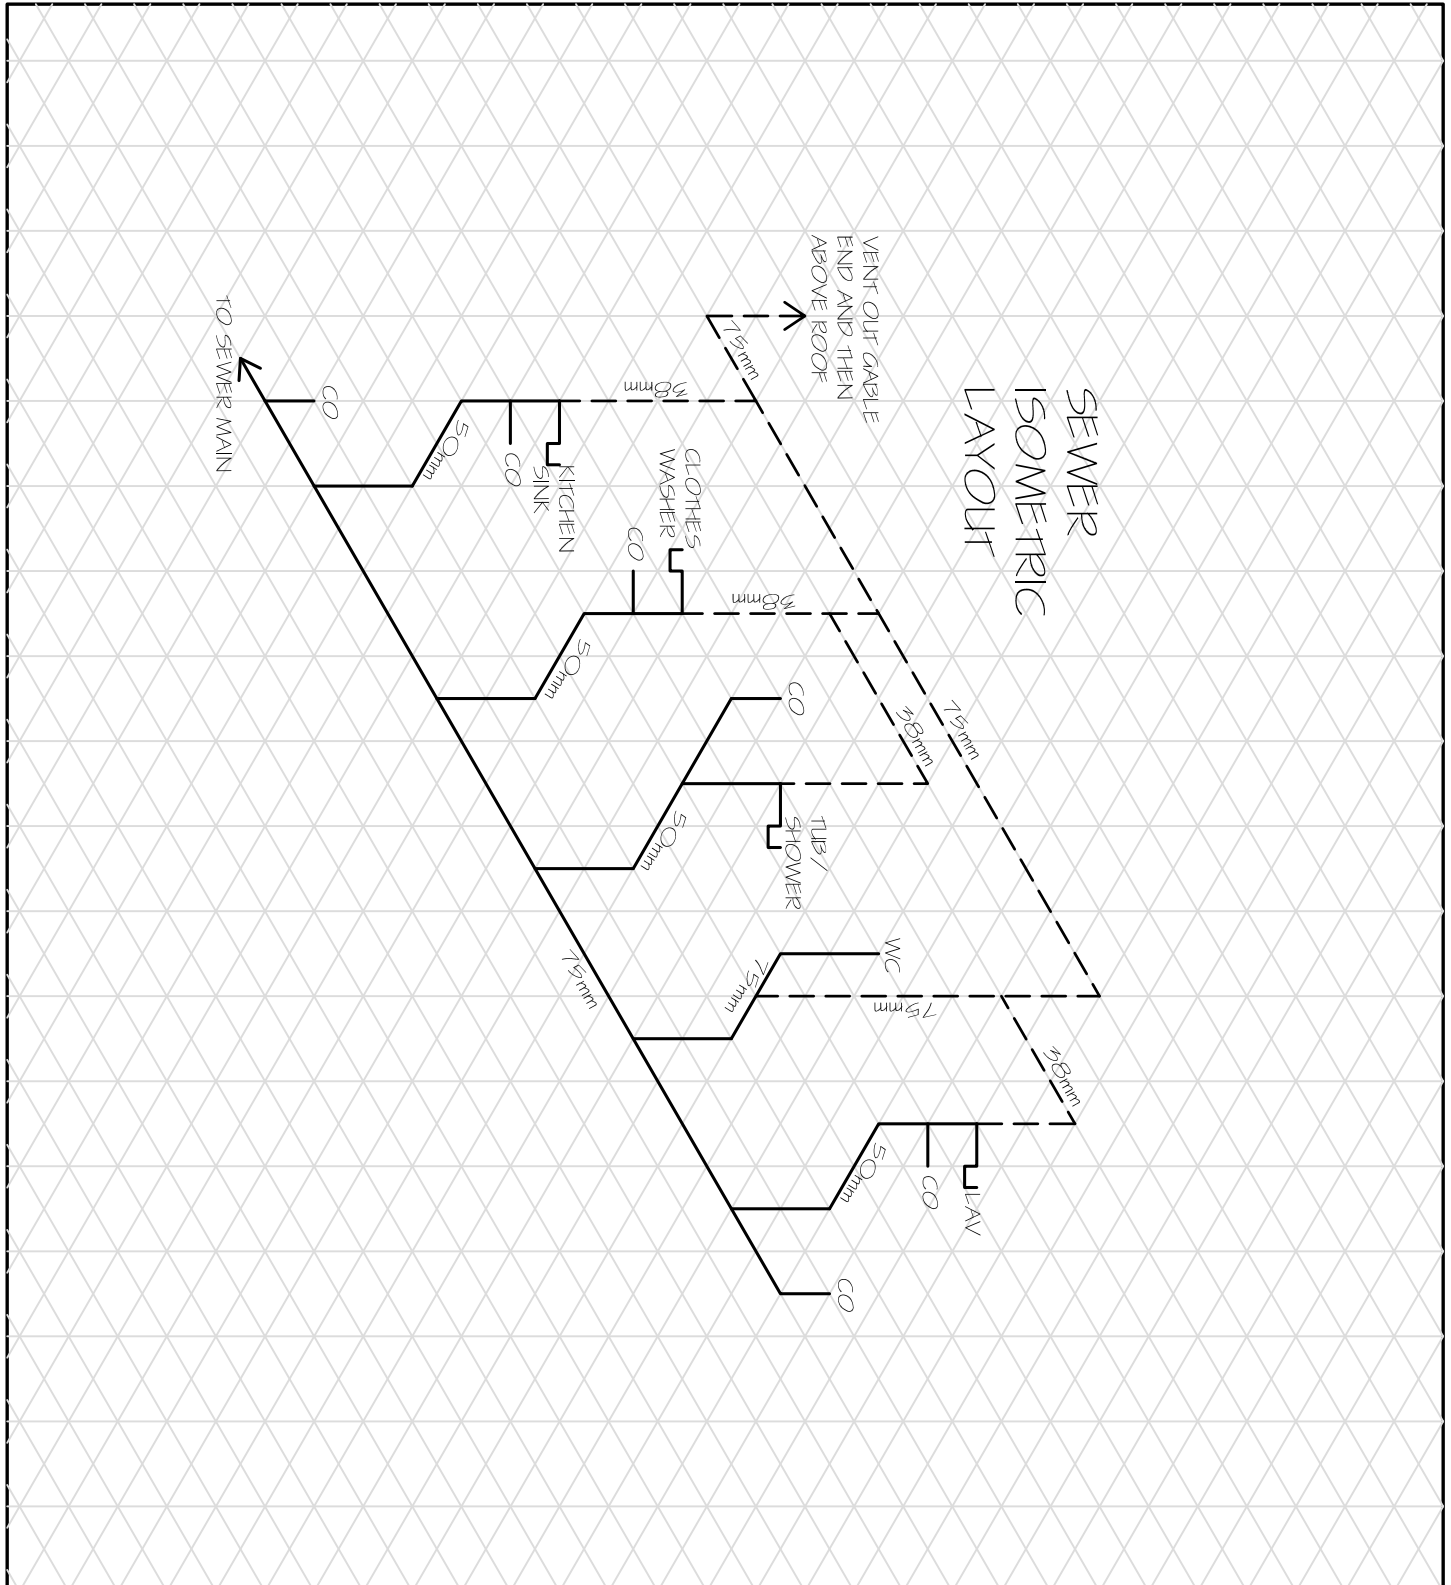 SEWER
ISOMETRIC
LAYOUT
VENT OUT GABLE
END AND THEN
ABOVE ROOF
75mm
75mm
38mm
38mm
38mm
38mm
75mm
CLOTHES
WASHER
CO
KITCHEN
SINK
CO
50mm
CO
TO SEWER MAIN
50mm
CO
TUB/
SHOWER
50mm
WC
75mm
75mm
LAV
CO
50mm
CO